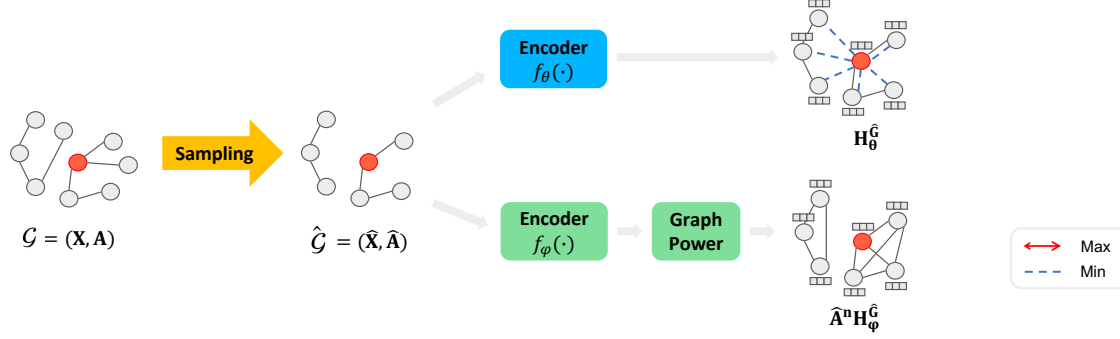 Encoder
f_θ(·)
H_θ^Ĝ
Sampling
𝒢 = (X, A)
𝒢̂ = (X̂, Â)
Encoder
f_φ(·)
Graph
Power
Â^n H_φ^Ĝ
Max
Min